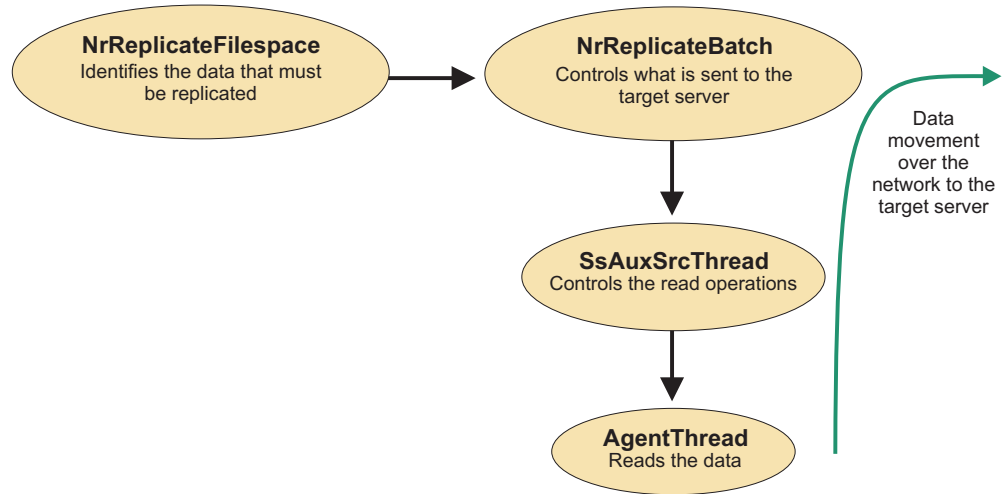 NrReplicateFilespace
Identifies the data that must
be replicated
NrReplicateBatch
Controls what is sent to the
target server
Data
movement
over the
network to the
target server
SsAuxSrcThread
Controls the read operations
AgentThread
Reads the data